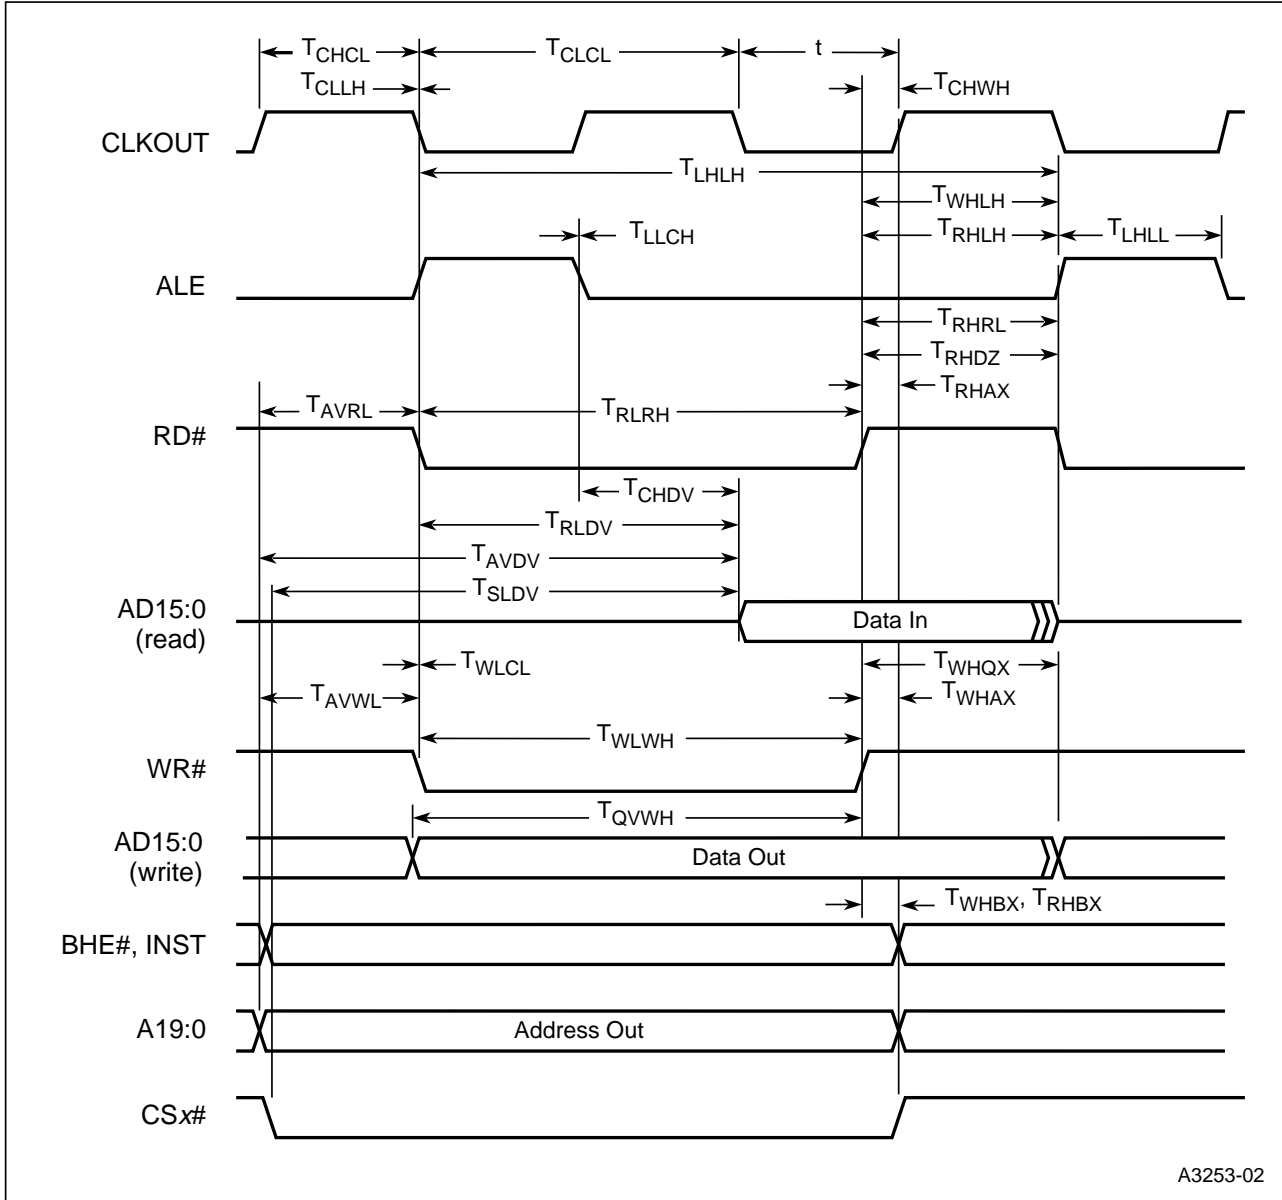 TCHCL TCLCL t
TCLLH TCHWH
CLKOUT
TLHLH
TWHLH
TLLCH TRHLH TLHLL
ALE
TRHRL
TRHDZ
TRHAX
TAVRL TRLRH
RD#
TCHDV
TRLDV
TAVDV
TSLDV
AD15:0
(read)
Data In
TWLCL TWHQX
TAVWL TWHAX
TWLWH
WR#
TQVWH
AD15:0
(write)
Data Out
TWHBX, TRHBX
BHE#, INST
A19:0 Address Out
CSx#
A3253-02